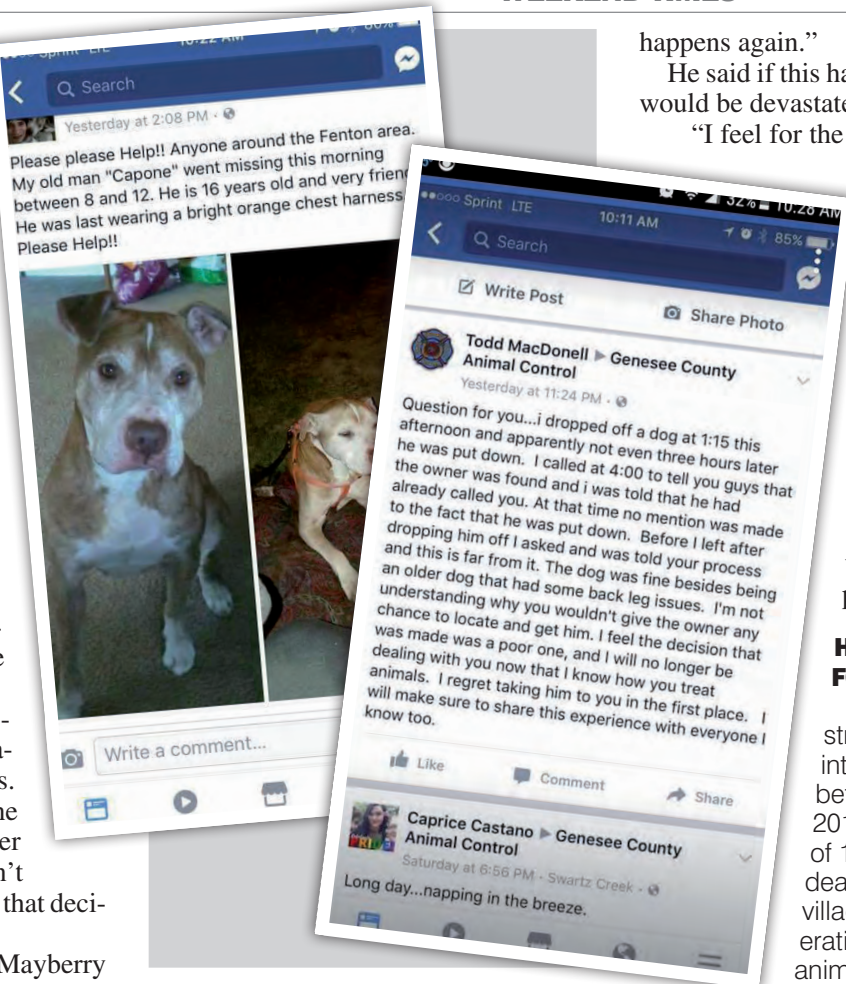 WEEKEND TIMES
Sprint LTE
10:22 AM
Search
Yesterday at 2:08 PM
Please please Help!! Anyone around the Fenton area.
My old man "Capone" went missing this morning
between 8 and 12. He is 16 years old and very
He was last wearing a bright orange chest harness
Please Help!!
Write a comment...
happens again.”
He said if this
would be
“I feel for the
32% 10:28 AM
Sprint LTE
10:11 AM
85%
Search
Write Post
Share Photo
Todd MacDonell ▶ Genesee County
Animal Control
Yesterday at 11:24 PM
Question for you...i dropped off a dog at 1:15 this
afternoon and apparently not even three hours later
he was put down. I called at 4:00 to tell you guys that
the owner was found and i was told that he had
already called you. At that time no mention was made
to the fact that he was put down. Before I left after
dropping him off I asked and was told your process
and this is far from it. The dog was fine besides being
an older dog that had some back leg issues. I'm not
understanding why you wouldn't give the owner any
chance to locate and get him. I feel the decision that
was made was a poor one, and I will no longer be
dealing with you now that I know how you treat
animals. I regret taking him to you in the first place. I
will make sure to share this experience with everyone I
know too.
Like
Comment
Share
Caprice Castano ▶ Genesee County
Animal Control
Saturday at 6:56 PM · Swartz Creek
Long day...napping in the breeze.
that deci-
Mayberry
of 1
anim